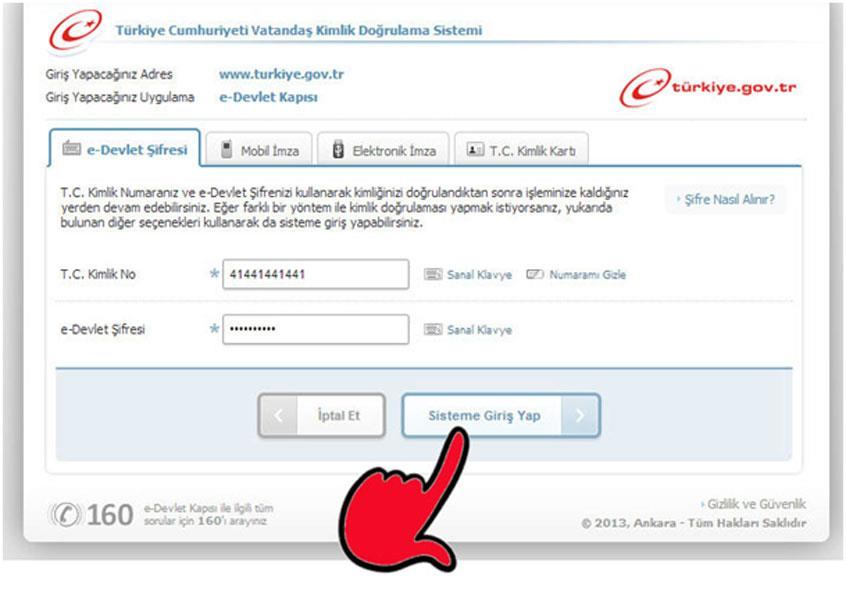 Türkiye Cumhuriyeti Vatandaş Kimlik Doğrulama Sistemi
Giriş Yapacağınız Adres www.turkiye.gov.tr
Giriş Yapacağınız Uygulama e-Devlet Kapısı
türkiye.gov.tr
e-Devlet Şifresi Mobil İmza Elektronik İmza T.C. Kimlik Kartı
T.C. Kimlik Numaranız ve e-Devlet Şifrenizi kullanarak kimliğinizi doğrulandıktan sonra işleminize kaldığınız
yerden devam edebilirsiniz. Eğer farklı bir yöntem ile kimlik doğrulaması yapmak istiyorsanız, yukarıda
bulunan diğer seçenekleri kullanarak da sisteme giriş yapabilirsiniz.
Şifre Nasıl Alınır?
T.C. Kimlik No * 41441441441 Sanal Klavye Numaramı Gizle
e-Devlet Şifresi * •••••••••• Sanal Klavye
İptal Et Sisteme Giriş Yap
160 e-Devlet Kapısı ile ilgili tüm
sorular için 160'ı arayınız
Gizlilik ve Güvenlik
© 2013, Ankara - Tüm Hakları Saklıdır